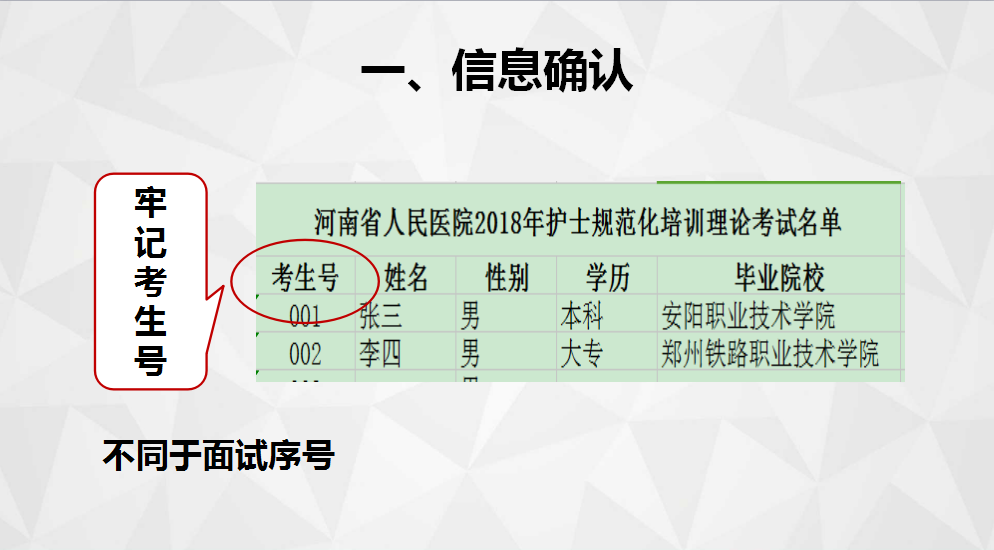 一、信息确认
牢记考生号
河南省人民医院2018年护士规范化培训理论考试名单
考生号 姓名 性别 学历 毕业院校
001 张三 男 本科 安阳职业技术学院
002 李四 男 大专 郑州铁路职业技术学院
不同于面试序号